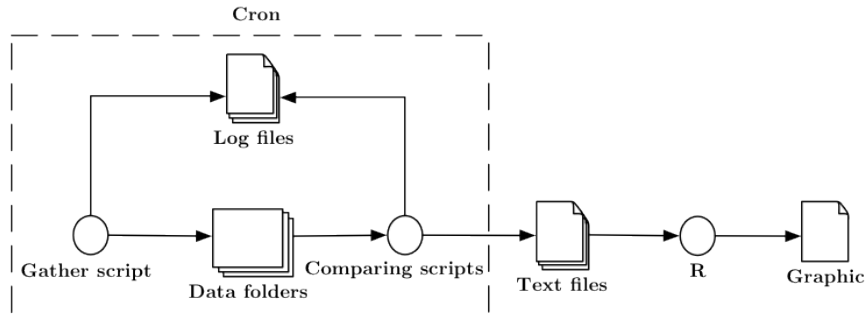 Cron
Log files
Gather script
Data folders
Comparing scripts
Text files
R
Graphic